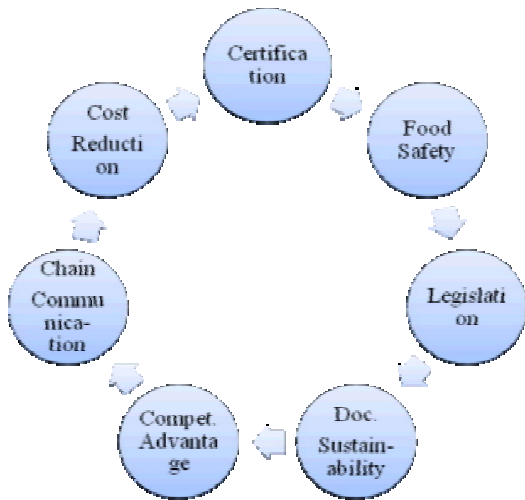 Certifica
tion
Food
Safety
Legislati
on
Doc.
Sustain-
ability
Compet.
Advanta
ge
Chain
Commu
nica-
tion
Cost
Reducti
on